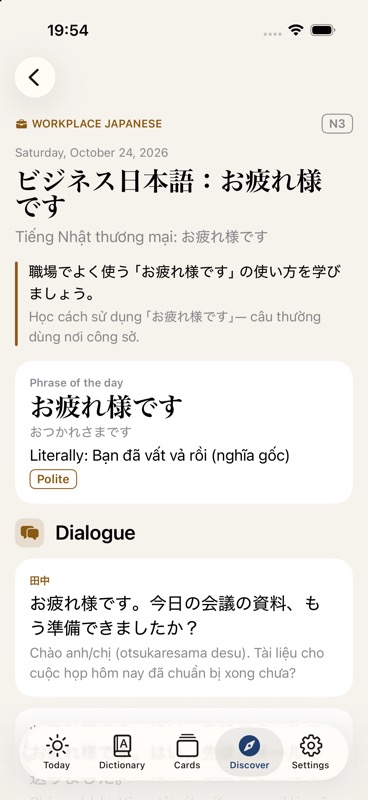 19:54
WORKPLACE JAPANESE
N3
Saturday, October 24, 2026
ビジネス日本語：お疲れ様
です
Tiếng Nhật thương mại: お疲れ様です
職場でよく使う「お疲れ様です」の使い方を学び
ましょう。
Học cách sử dụng「お疲れ様です」— câu thường
dùng nơi công sở.
Phrase of the day
お疲れ様です
おつかれさまです
Literally: Bạn đã vất vả rồi (nghĩa gốc)
Polite
Dialogue
田中
お疲れ様です。今日の会議の資料、も
う準備できましたか？
Chào anh/chị (otsukaresama desu). Tài liệu cho
cuộc họp hôm nay đã chuẩn bị xong chưa?
Today
Dictionary
Cards
Discover
Settings